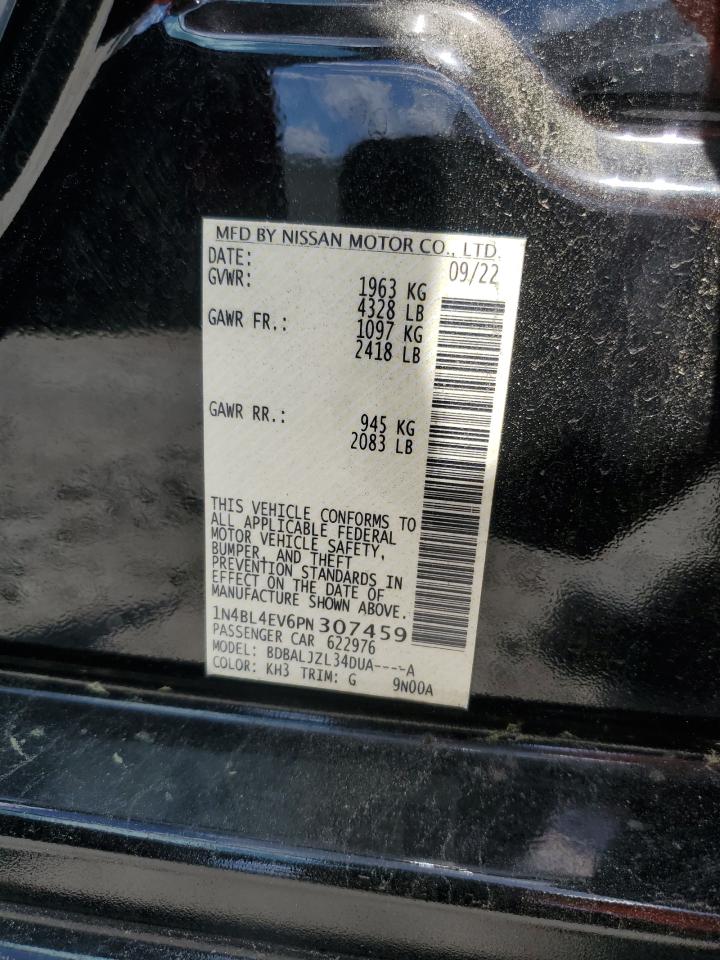 MFD BY NISSAN MOTOR CO., LTD.
DATE: 09/22
GVWR: 1963 KG
4328 LB
GAWR FR.: 1097 KG
2418 LB
GAWR RR.: 945 KG
2083 LB
THIS VEHICLE CONFORMS TO
ALL APPLICABLE FEDERAL
MOTOR VEHICLE SAFETY,
BUMPER, AND THEFT
PREVENTION STANDARDS IN
EFFECT ON THE DATE OF
MANUFACTURE SHOWN ABOVE.
1N4BL4EV6PN 307459
PASSENGER CAR 622976
MODEL: BDBALJZL34DUA----A
COLOR: KH3 TRIM: G 9N00A